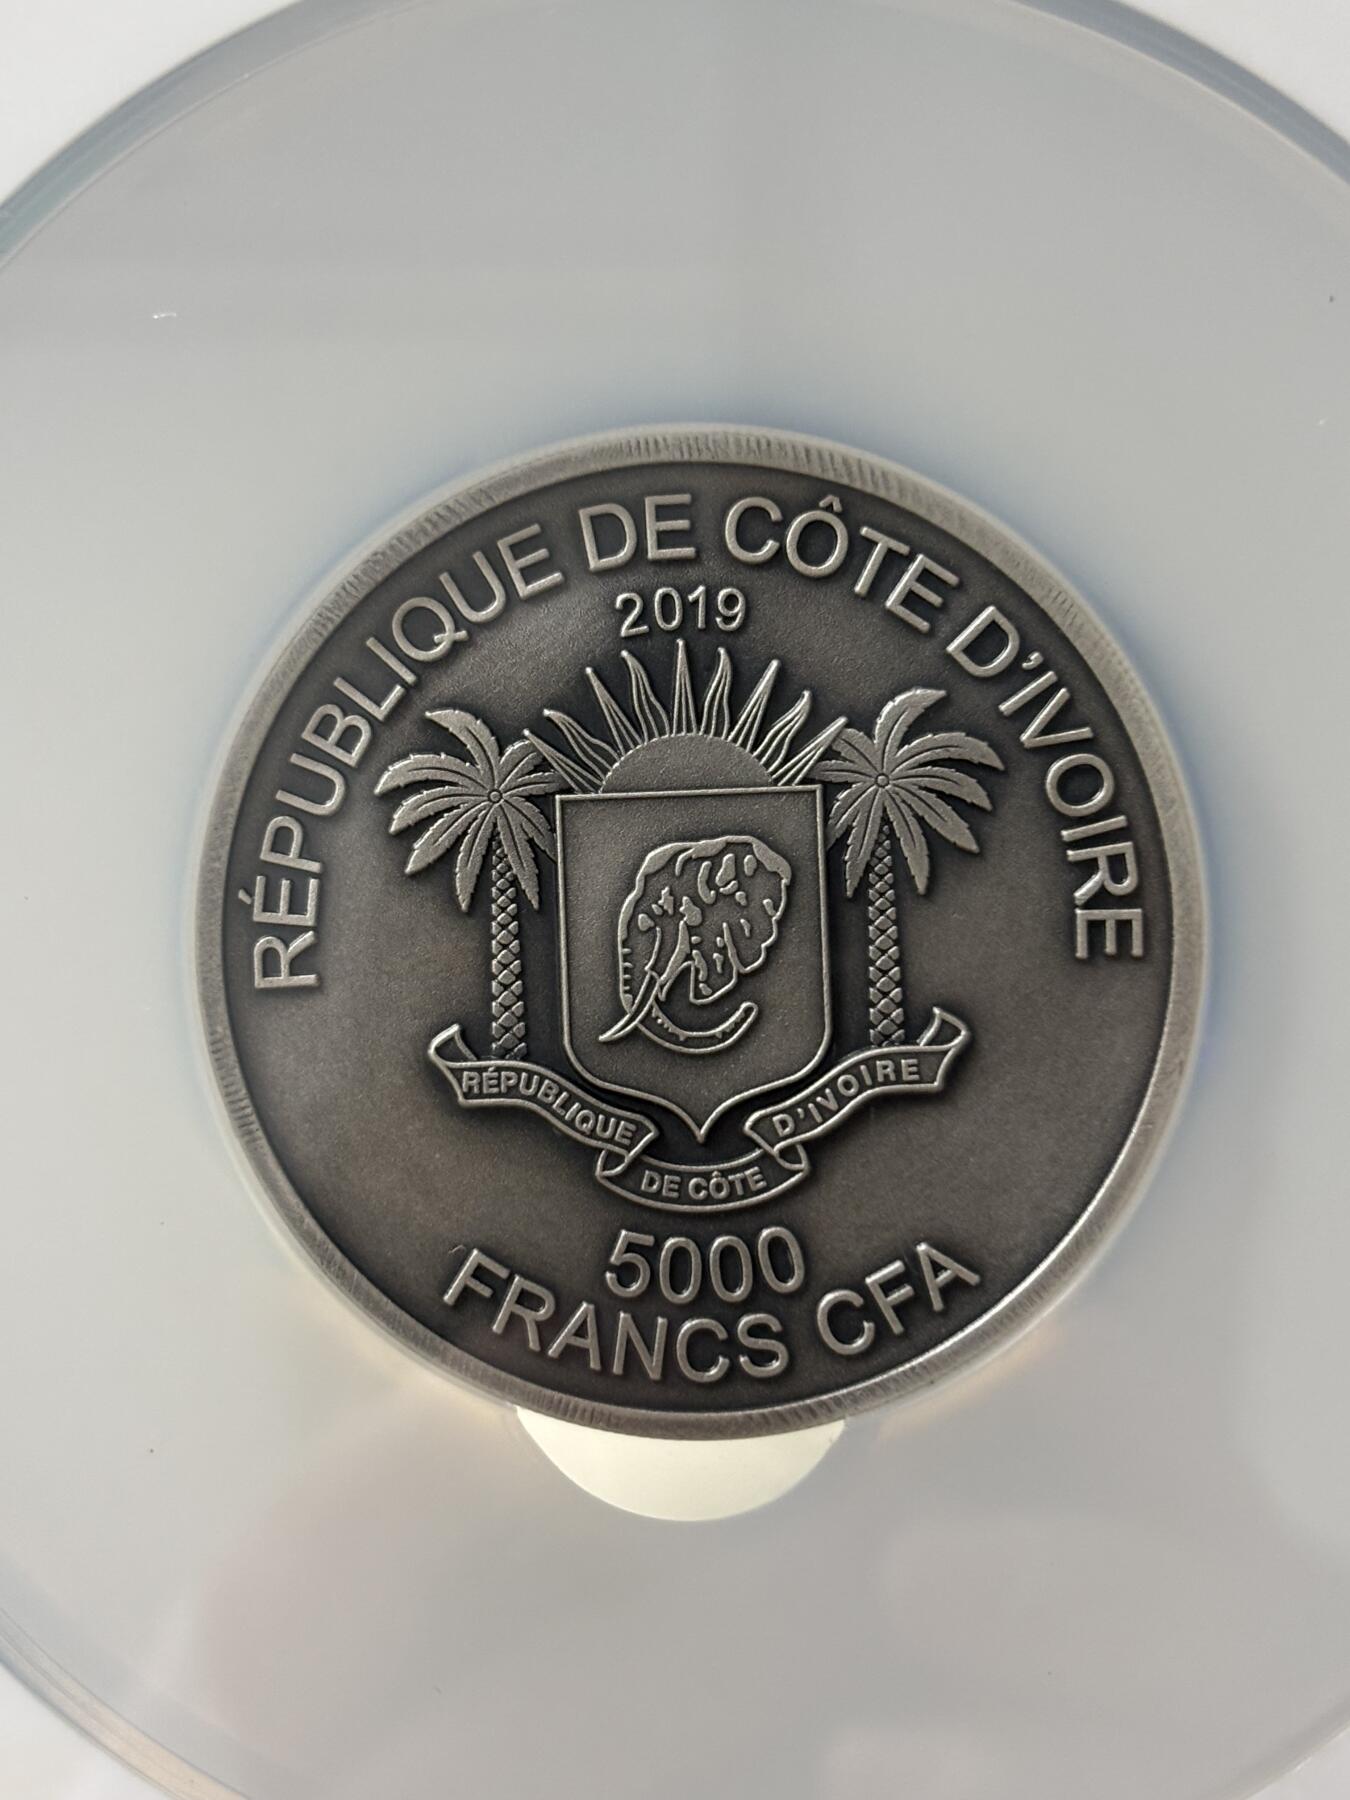 RÉPUBLIQUE DE CÔTE D'IVOIRE
2019
RÉPUBLIQUE
DE CÔTE
D'IVOIRE
5000
FRANCS CFA